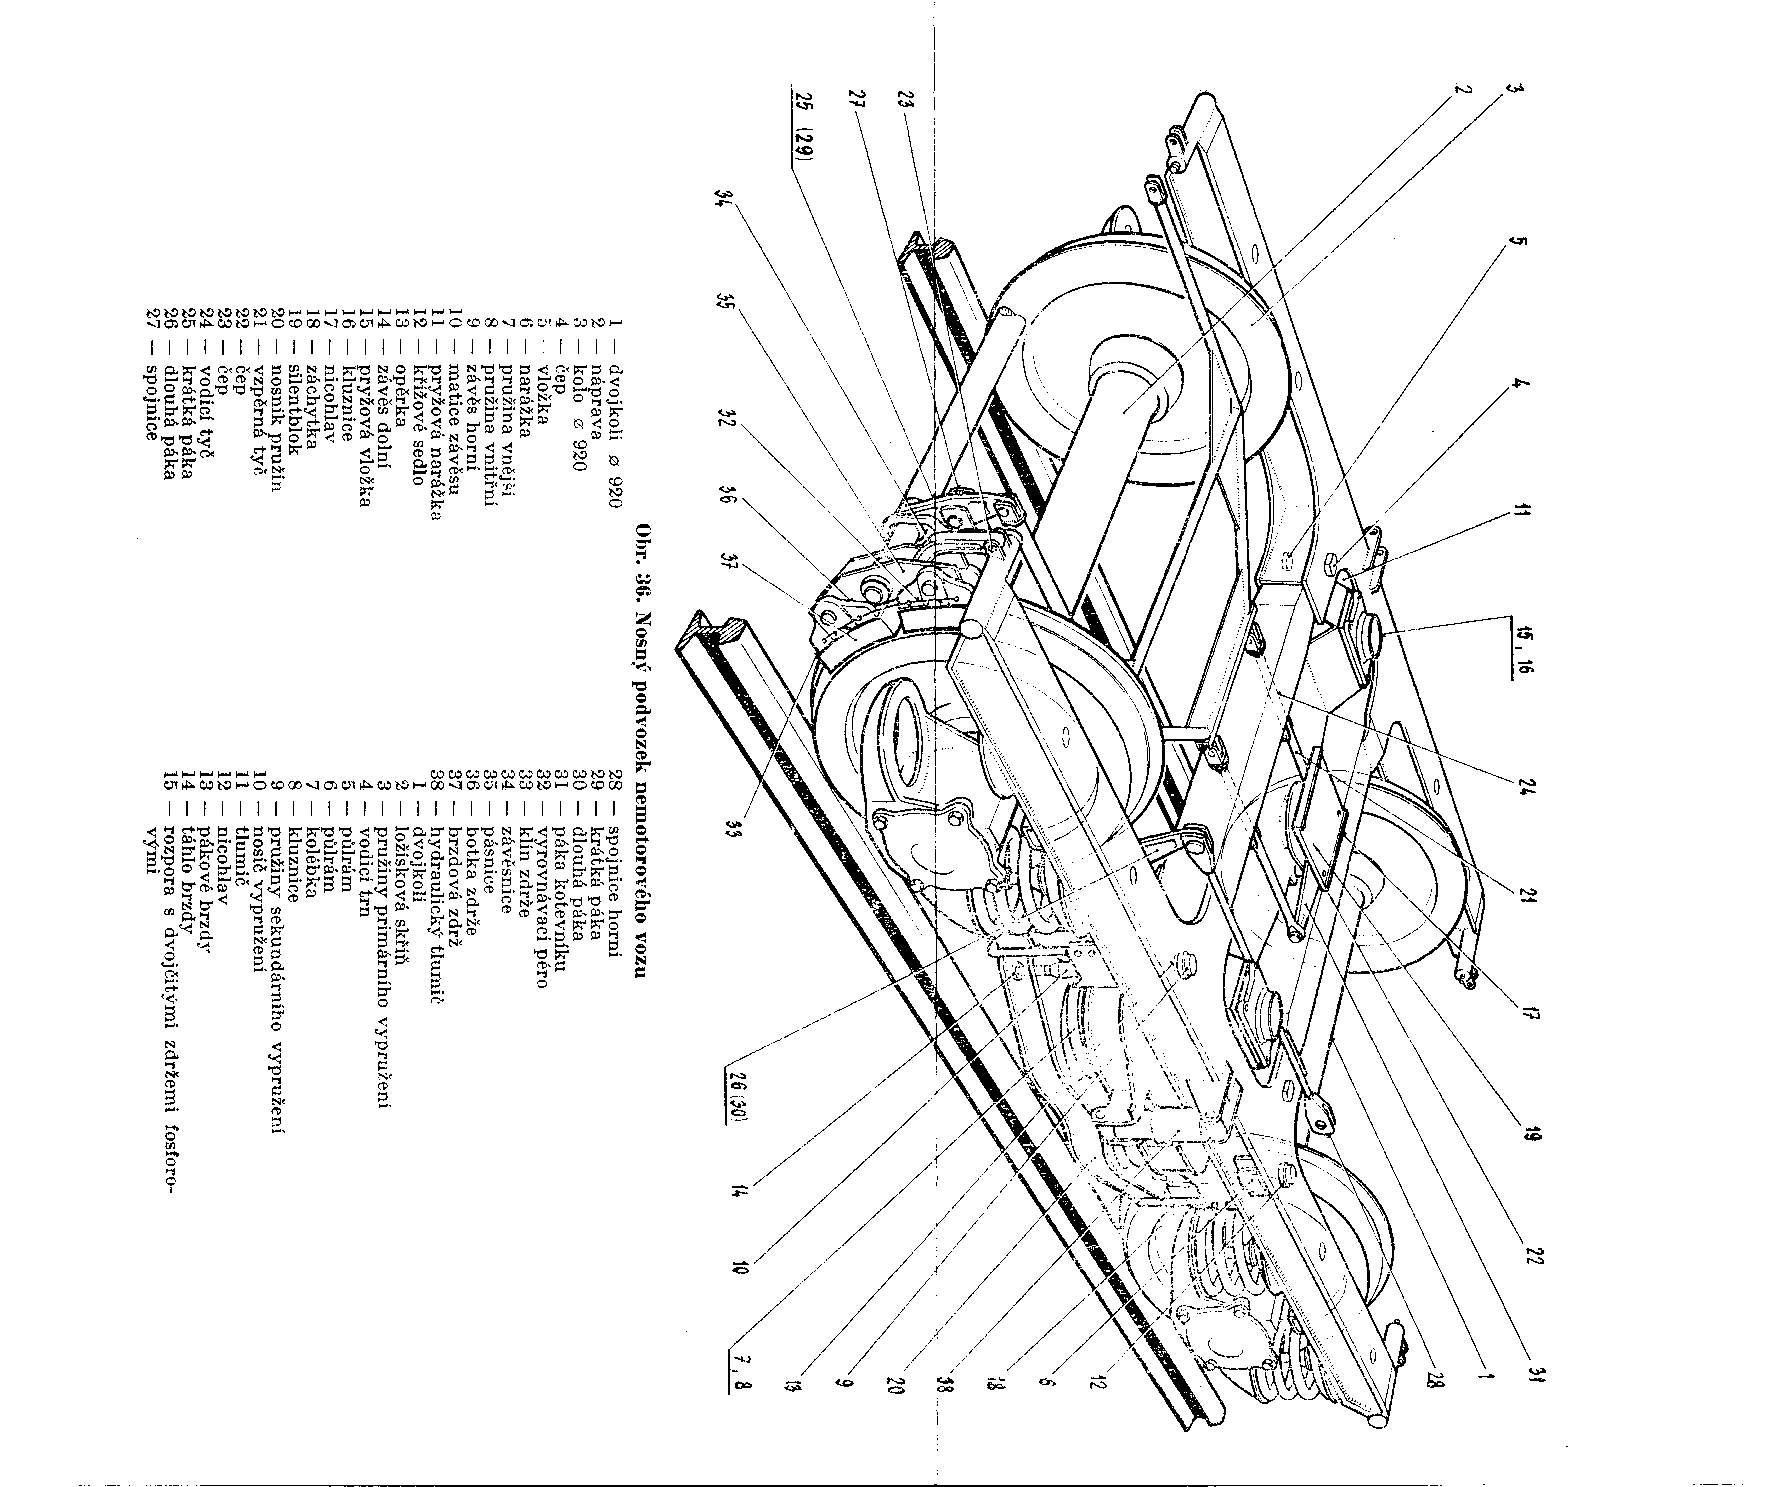 3
2
23
27
25 (29)
34
5
35
4
32
11
36
37
15, 16
24
33
21
17
26 (30)
19
14
22
10
31
1
28
12
6
18
38
20
9
13
7, 8
Obr. 36. Nosný podvozek nemotorového vozu
1 — dvojkolí ⌀ 920
2 — náprava
3 — kolo ⌀ 920
4 — čep
5 — vložka
6 — narážka
7 — pružina vnější
8 — pružina vnitřní
9 — závěs horní
10 — matice závěsu
11 — pryžová narážka
12 — křížové sedlo
13 — opěrka
14 — závěs dolní
15 — pryžová vložka
16 — kluznice
17 — nicohlav
18 — záchytka
19 — silentblok
20 — nosník pružin
21 — vzpěrná tyč
22 — čep
23 — čep
24 — vodicí tyč
25 — krátká páka
26 — dlouhá páka
27 — spojnice
28 — spojnice horní
29 — krátká páka
30 — dlouhá páka
31 — páka kotevníku
32 — vyrovnávací péro
33 — klín zdrže
34 — závěsnice
35 — pásnice
36 — botka zdrže
37 — brzdová zdrž
38 — hydraulický tlumič
1 — dvojkolí
2 — ložisková skříň
3 — pružiny primárního vypružení
4 — vodicí trn
5 — půlrám
6 — půlrám
7 — kolébka
8 — kluznice
9 — pružiny sekundárního vypružení
10 — nosič vypružení
11 — tlumič
12 — nicohlav
13 — pákové brzdy
14 — táhlo brzdy
15 — rozpora s dvojčitými zdržemi fosforo-
vými